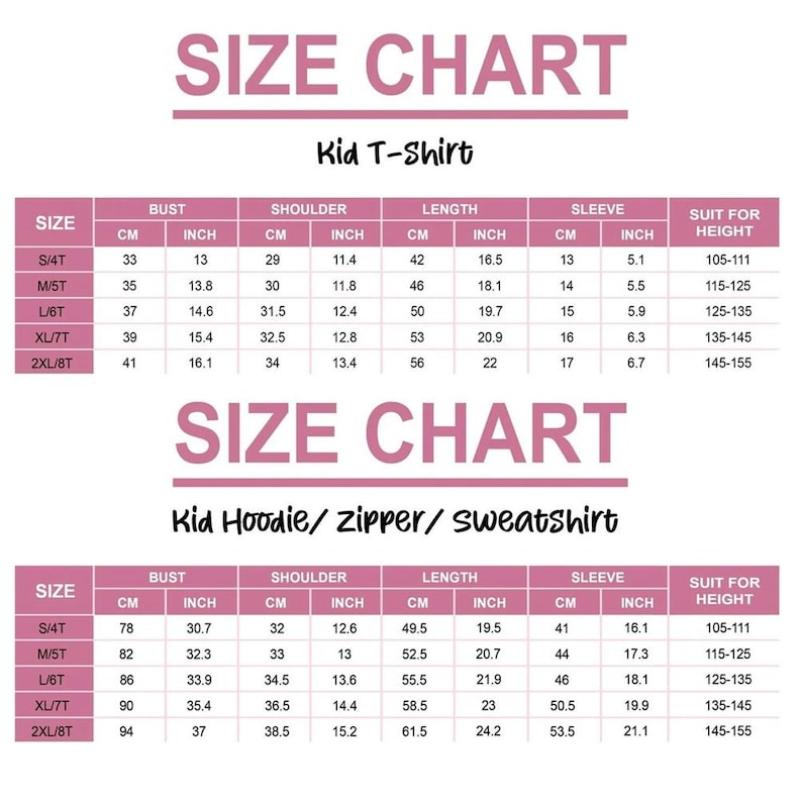 SIZE CHART
Kid T-Shirt
SIZE BUST SHOULDER LENGTH SLEEVE SUIT FOR HEIGHT
CM INCH CM INCH CM INCH CM INCH
S/4T 33 13 29 11.4 42 16.5 13 5.1 105-111
M/5T 35 13.8 30 11.8 46 18.1 14 5.5 115-125
L/6T 37 14.6 31.5 12.4 50 19.7 15 5.9 125-135
XL/7T 39 15.4 32.5 12.8 53 20.9 16 6.3 135-145
2XL/8T 41 16.1 34 13.4 56 22 17 6.7 145-155
SIZE CHART
Kid Hoodie/ Zipper/ Sweatshirt
SIZE BUST SHOULDER LENGTH SLEEVE SUIT FOR HEIGHT
CM INCH CM INCH CM INCH CM INCH
S/4T 78 30.7 32 12.6 49.5 19.5 41 16.1 105-111
M/5T 82 32.3 33 13 52.5 20.7 44 17.3 115-125
L/6T 86 33.9 34.5 13.6 55.5 21.9 46 18.1 125-135
XL/7T 90 35.4 36.5 14.4 58.5 23 50.5 19.9 135-145
2XL/8T 94 37 38.5 15.2 61.5 24.2 53.5 21.1 145-155